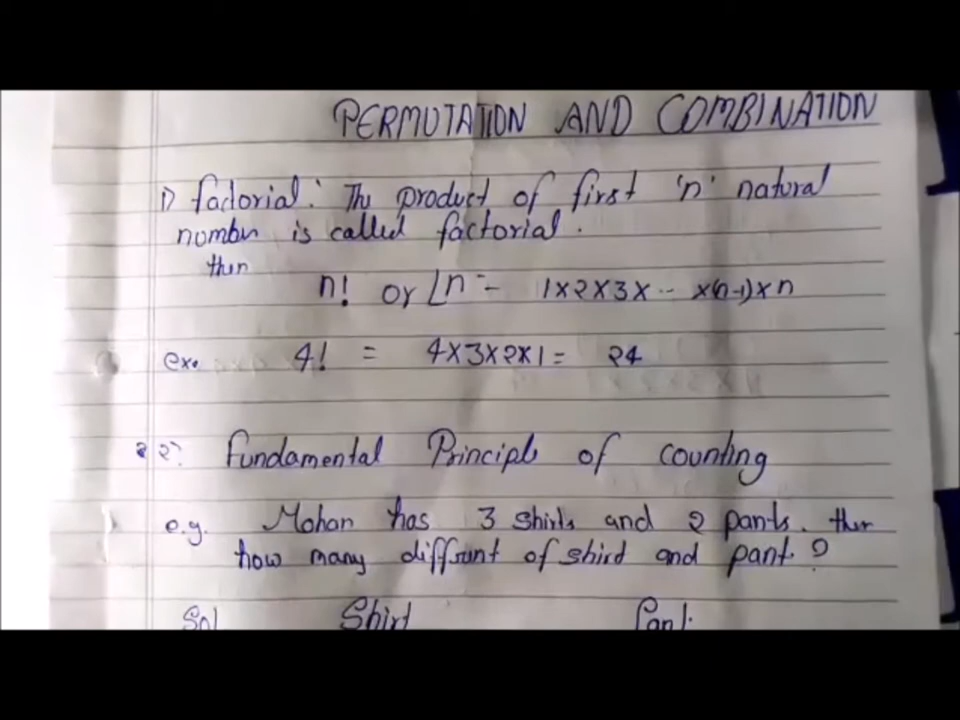 PERMUTATION AND COMBINATION
1) factorial : The product of first 'n' natural
number is called factorial.
then
n! or ⌊n = 1×2×3×--×(n-1)×n
ex. 4! = 4×3×2×1 = 24
2) Fundamental Principle of counting
e.g. Mohan has 3 shirts and 2 pants. then
how many diffrunt of shirt and pant. ?
Sol Shirt Pant.